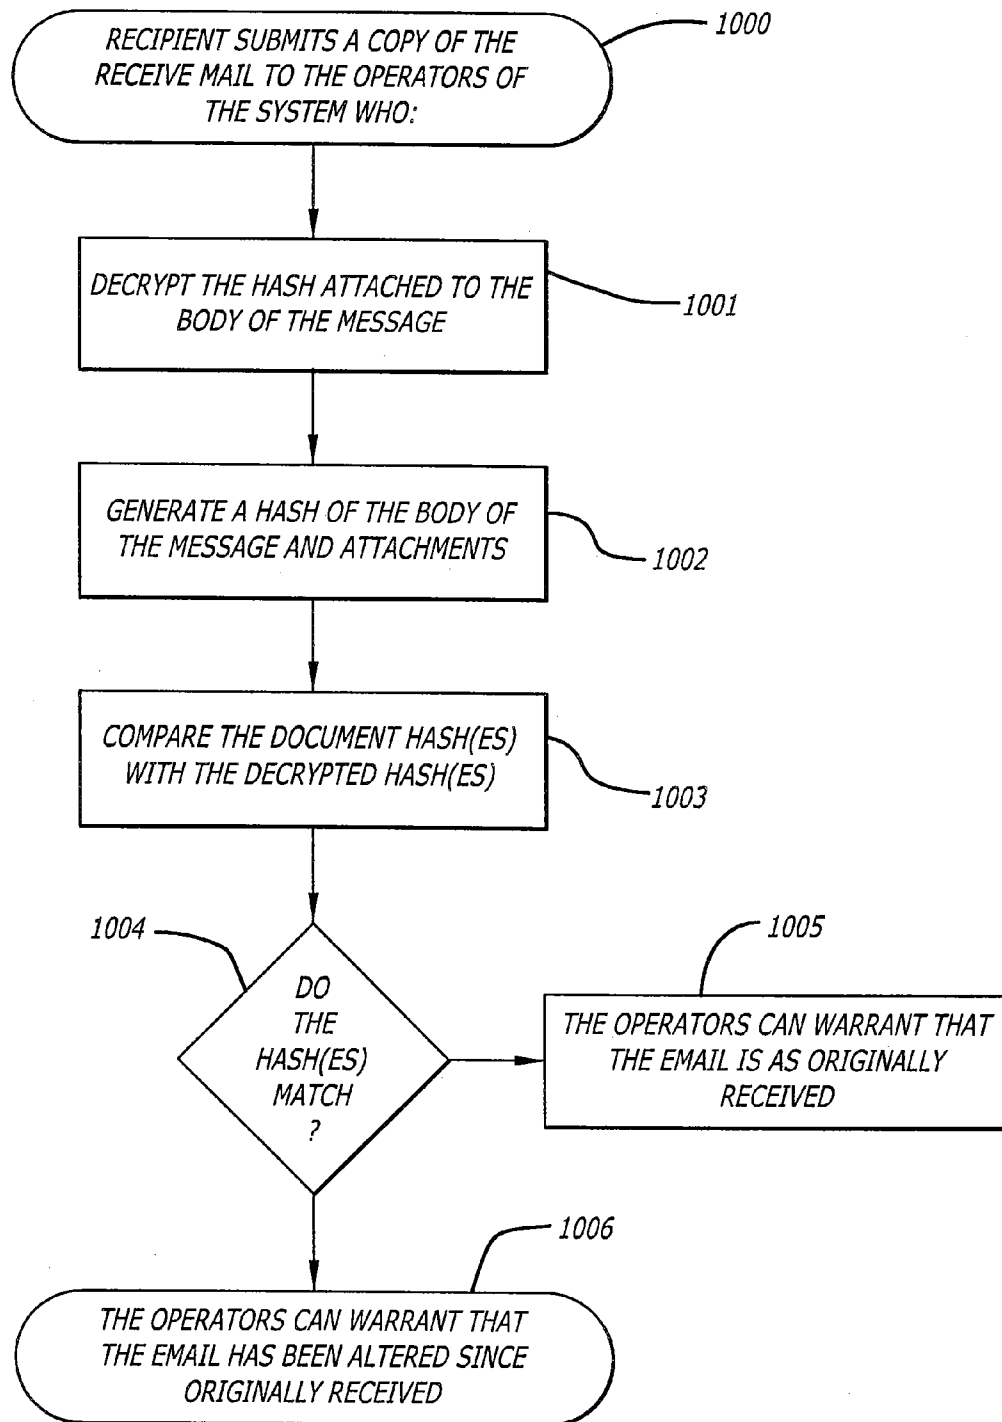 RECIPIENT SUBMITS A COPY OF THE
RECEIVE MAIL TO THE OPERATORS OF
THE SYSTEM WHO:
1000
DECRYPT THE HASH ATTACHED TO THE
BODY OF THE MESSAGE
1001
GENERATE A HASH OF THE BODY OF
THE MESSAGE AND ATTACHMENTS
1002
COMPARE THE DOCUMENT HASH(ES)
WITH THE DECRYPTED HASH(ES)
1003
1004
DO
THE
HASH(ES)
MATCH
?
1005
THE OPERATORS CAN WARRANT THAT
THE EMAIL IS AS ORIGINALLY
RECEIVED
1006
THE OPERATORS CAN WARRANT THAT
THE EMAIL HAS BEEN ALTERED SINCE
ORIGINALLY RECEIVED